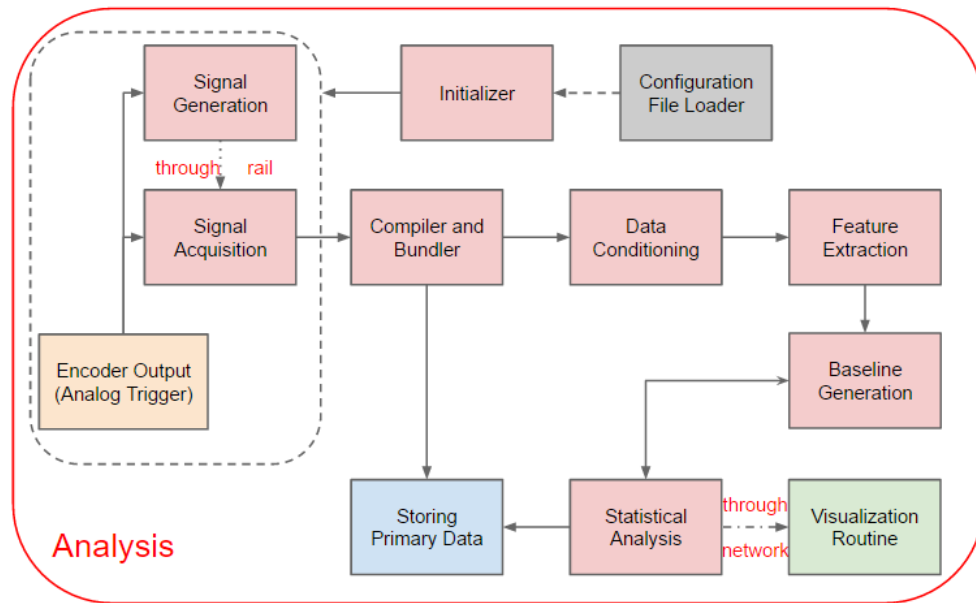 Signal
Generation
Initializer
Configuration
File Loader
through rail
Signal
Acquisition
Compiler and
Bundler
Data
Conditioning
Feature
Extraction
Encoder Output
(Analog Trigger)
Baseline
Generation
Storing
Primary Data
Statistical
Analysis
through
network
Visualization
Routine
Analysis